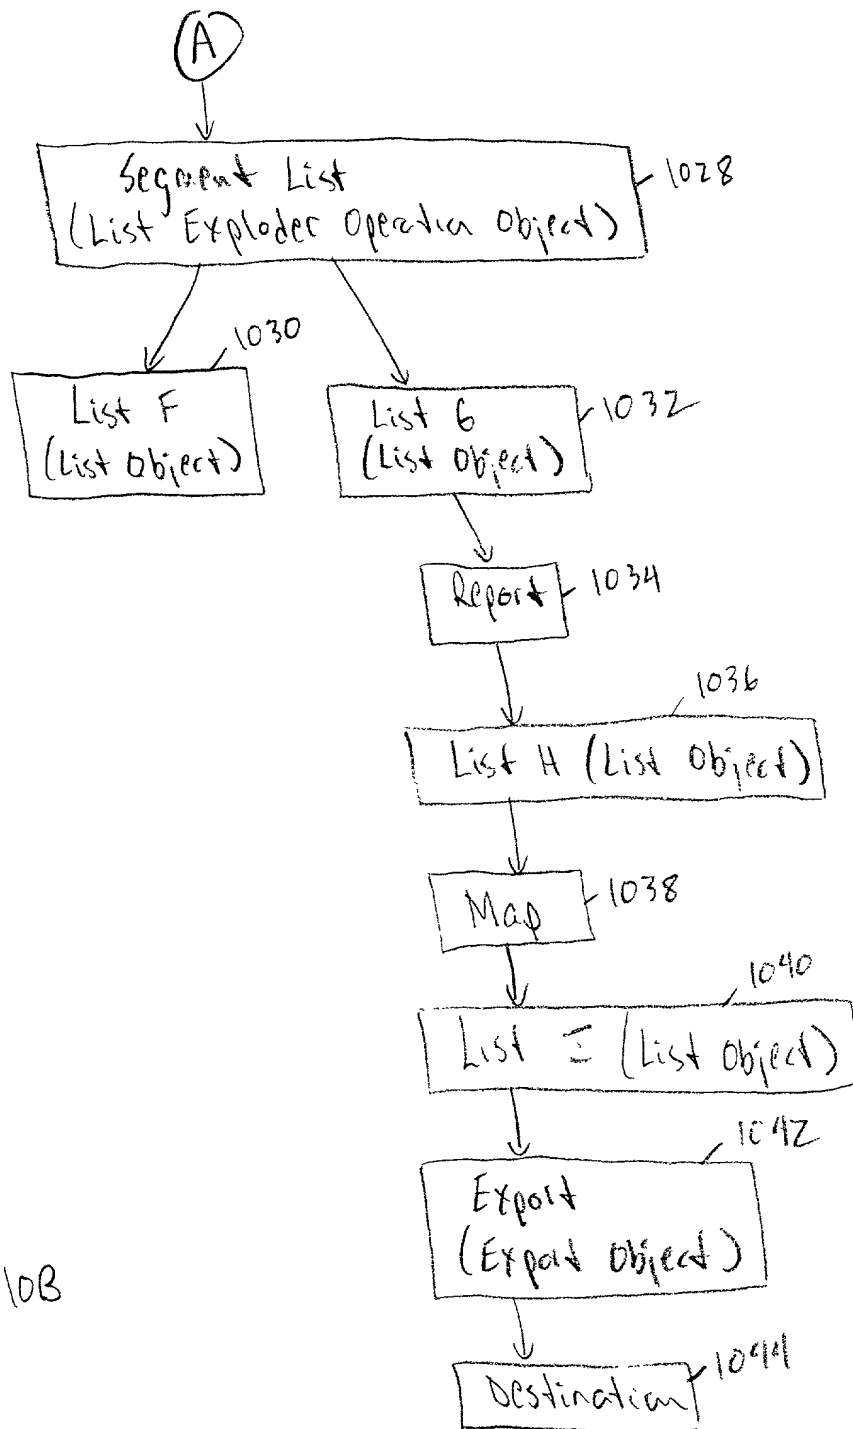 A
Segment List
(List Exploder Operation Object)
1028
1030
List F
(List Object)
List G
(List Object)
1032
Report
1034
1036
List H (List Object)
Map
1038
1040
List I (List Object)
1042
Export
(Export Object)
10B
Destination
1044